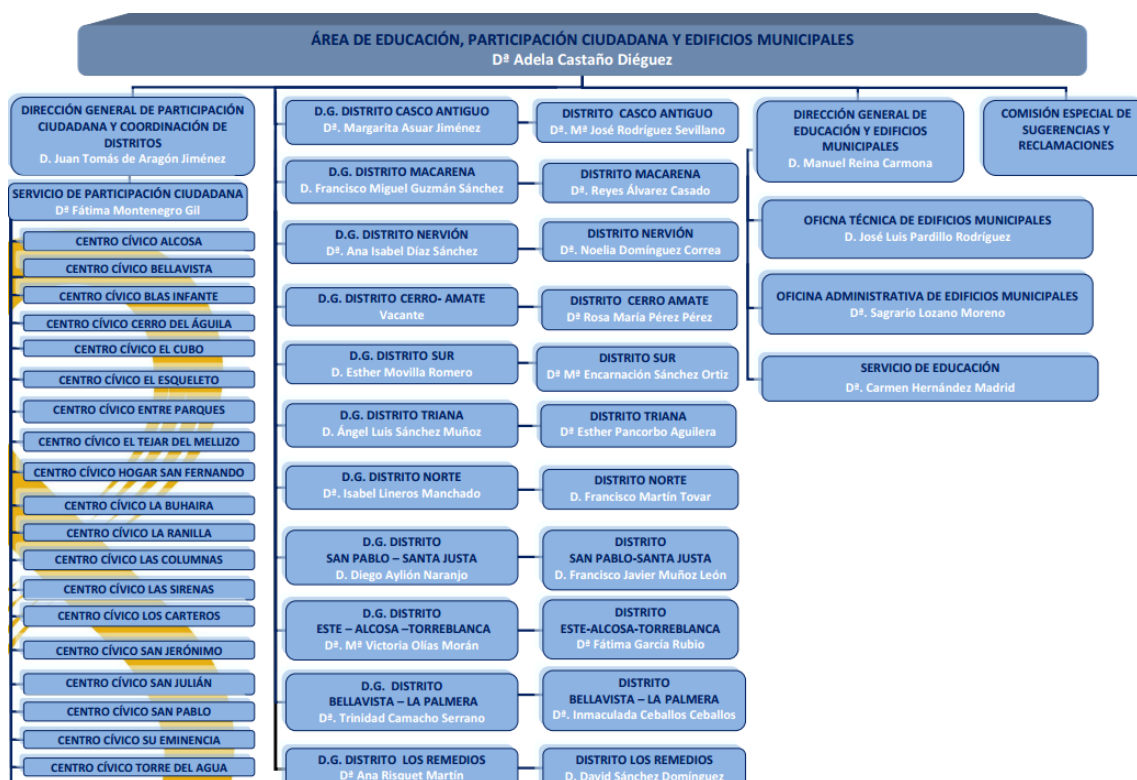 ÁREA DE EDUCACIÓN, PARTICIPACIÓN CIUDADANA Y EDIFICIOS MUNICIPALES
Dª Adela Castaño Diéguez
DIRECCIÓN GENERAL DE PARTICIPACIÓN
CIUDADANA Y COORDINACIÓN DE
DISTRITOS
D. Juan Tomás de Aragón Jiménez
SERVICIO DE PARTICIPACIÓN CIUDADANA
Dª Fátima Montenegro Gil
CENTRO CÍVICO ALCOSA
CENTRO CÍVICO BELLAVISTA
CENTRO CÍVICO BLAS INFANTE
CENTRO CÍVICO CERRO DEL ÁGUILA
CENTRO CÍVICO EL CUBO
CENTRO CÍVICO EL ESQUELETO
CENTRO CÍVICO ENTRE PARQUES
CENTRO CÍVICO EL TEJAR DEL MELLIZO
CENTRO CÍVICO HOGAR SAN FERNANDO
CENTRO CÍVICO LA BUHAIRA
CENTRO CÍVICO LA RANILLA
CENTRO CÍVICO LAS COLUMNAS
CENTRO CÍVICO LAS SIRENAS
CENTRO CÍVICO LOS CARTEROS
CENTRO CÍVICO SAN JERÓNIMO
CENTRO CÍVICO SAN JULIÁN
CENTRO CÍVICO SAN PABLO
CENTRO CÍVICO SU EMINENCIA
CENTRO CÍVICO TORRE DEL AGUA
D.G. DISTRITO CASCO ANTIGUO
Dª. Margarita Asuar Jiménez
DISTRITO CASCO ANTIGUO
Dª. Mª José Rodríguez Sevillano
D.G. DISTRITO MACARENA
D. Francisco Miguel Guzmán Sánchez
DISTRITO MACARENA
Dª. Reyes Álvarez Casado
D.G. DISTRITO NERVIÓN
Dª. Ana Isabel Díaz Sánchez
DISTRITO NERVIÓN
Dª. Noelia Domínguez Correa
D.G. DISTRITO CERRO- AMATE
Vacante
DISTRITO CERRO AMATE
Dª Rosa María Pérez Pérez
D.G. DISTRITO SUR
D. Esther Movilla Romero
DISTRITO SUR
Dª Mª Encarnación Sánchez Ortiz
D.G. DISTRITO TRIANA
D. Ángel Luis Sánchez Muñoz
DISTRITO TRIANA
Dª Esther Pancorbo Aguilera
D.G. DISTRITO NORTE
Dª. Isabel Lineros Manchado
DISTRITO NORTE
D. Francisco Martín Tovar
D.G. DISTRITO
SAN PABLO – SANTA JUSTA
D. Diego Aylión Naranjo
DISTRITO
SAN PABLO-SANTA JUSTA
D. Francisco Javier Muñoz León
D.G. DISTRITO
ESTE – ALCOSA –TORREBLANCA
Dª. Mª Victoria Olías Morán
DISTRITO
ESTE-ALCOSA-TORREBLANCA
Dª Fátima García Rubio
D.G. DISTRITO
BELLAVISTA – LA PALMERA
Dª. Trinidad Camacho Serrano
DISTRITO
BELLAVISTA – LA PALMERA
Dª. Inmaculada Ceballos Ceballos
D.G. DISTRITO LOS REMEDIOS
Dª Ana Risquet Martín
DISTRITO LOS REMEDIOS
D. David Sánchez Domínguez
DIRECCIÓN GENERAL DE
EDUCACIÓN Y EDIFICIOS
MUNICIPALES
D. Manuel Reina Carmona
OFICNA TÉCNICA DE EDIFICIOS MUNICIPALES
D. José Luis Pardillo Rodríguez
OFICINA ADMINISTRATIVA DE EDIFICIOS MUNICIPALES
Dª. Sagrario Lozano Moreno
SERVICIO DE EDUCACIÓN
Dª. Carmen Hernández Madrid
COMISIÓN ESPECIAL DE
SUGERENCIAS Y
RECLAMACIONES